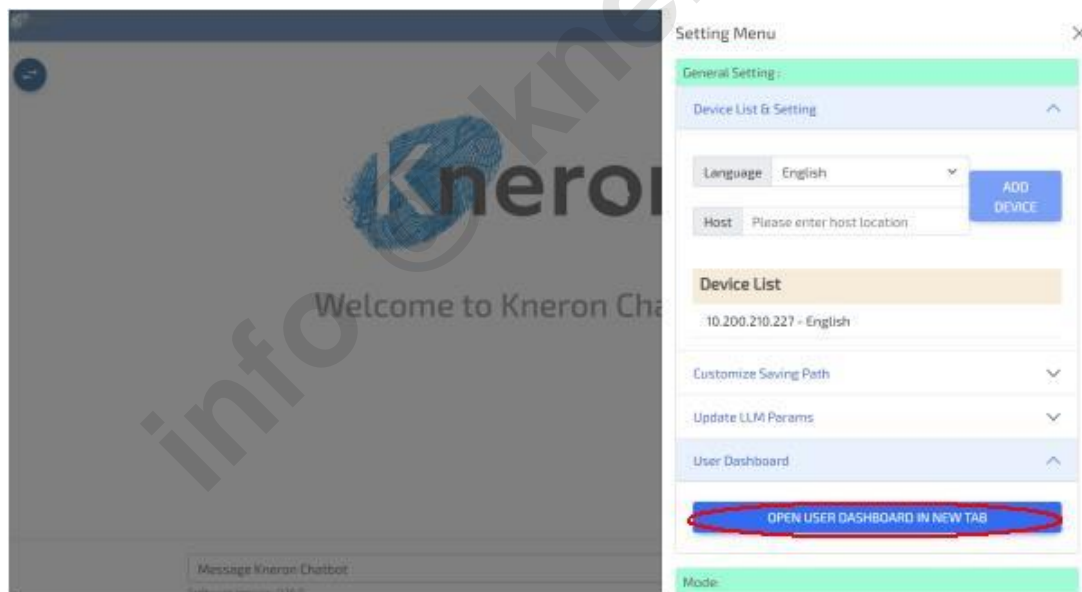 Setting Menu
General Setting :
Device List & Setting
Language English
ADD
DEVICE
Host Please enter host location
Device List
10.200.210.227 - English
Customize Saving Path
Update LLM Params
User Dashboard
OPEN USER DASHBOARD IN NEW TAB
Mode:
Kneron
Welcome to Kneron Cha
Message Kneron Chatbot
info @ kne